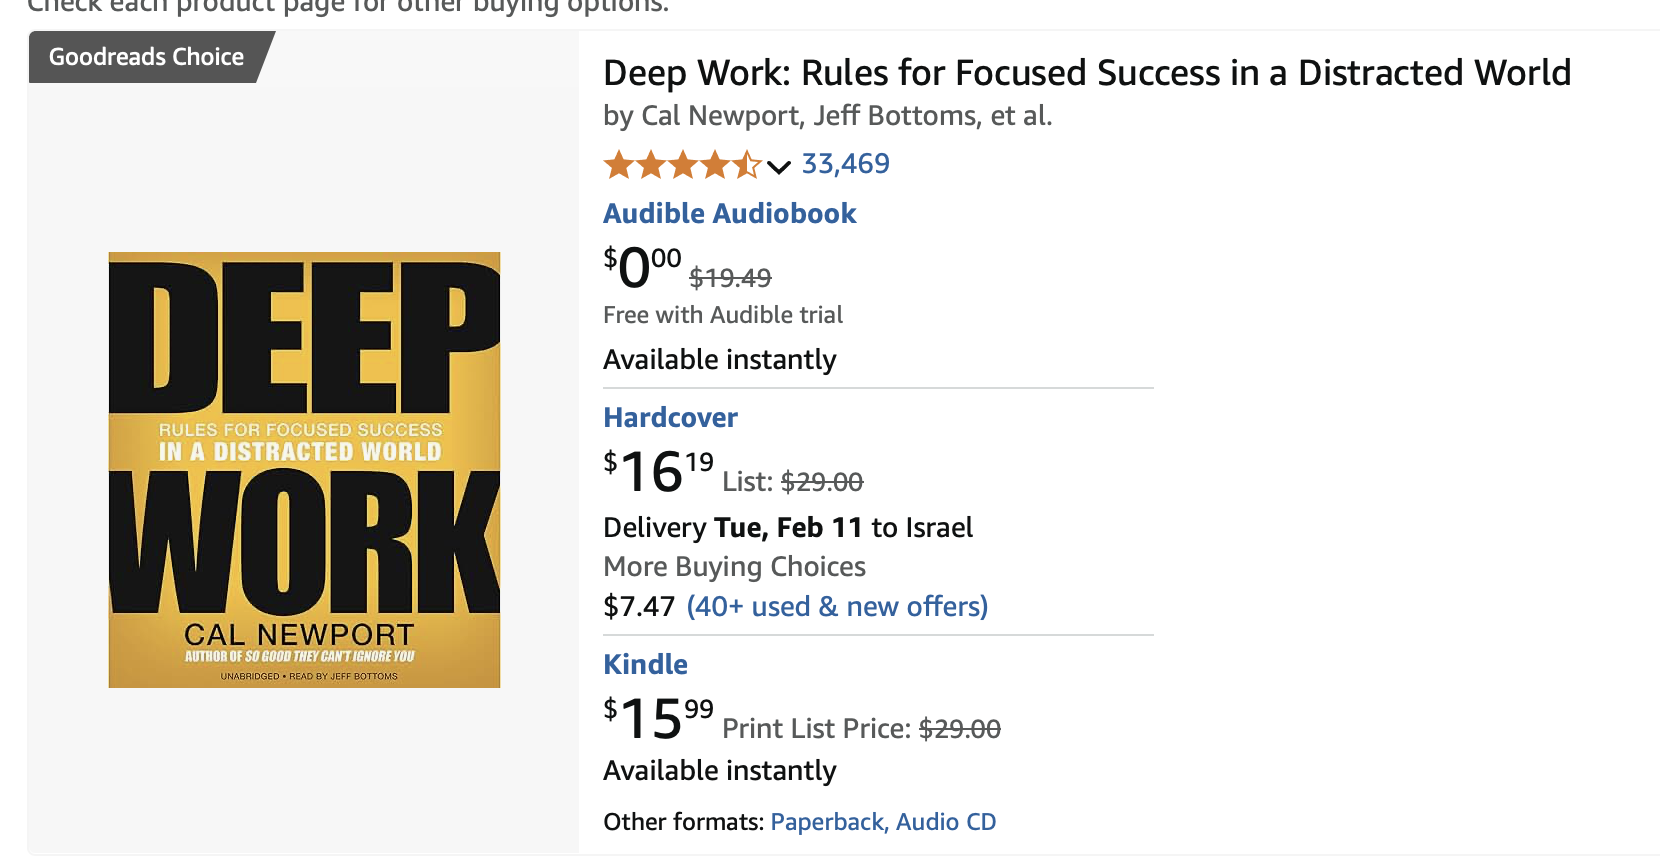 Check each product page for other buying options.
Goodreads Choice
Deep Work: Rules for Focused Success in a Distracted World
by Cal Newport, Jeff Bottoms, et al.
33,469
Audible Audiobook
$0.00 $19.49
Free with Audible trial
Available instantly
Hardcover
$16.19 List: $29.00
Delivery Tue, Feb 11 to Israel
More Buying Choices
$7.47 (40+ used & new offers)
Kindle
$15.99 Print List Price: $29.00
Available instantly
Other formats: Paperback, Audio CD
DEEP
RULES FOR FOCUSED SUCCESS
IN A DISTRACTED WORLD
WORK
CAL NEWPORT
AUTHOR OF SO GOOD THEY CAN'T IGNORE YOU
UNABRIDGED • READ BY JEFF BOTTOMS